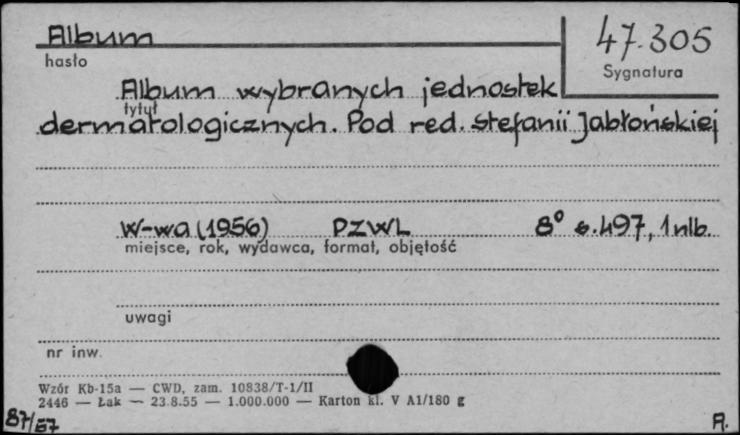 Album
47.305
hasło
Sygnatura
Album wybranych jednostek
tytuł
dermatologicznych. Pod red. Stefanii Jabłońskiej
W-wa (1956) PZWL 8° s. 497, 1 nlb.
miejsce, rok, wydawca, format, objętość
uwagi
nr inw.
Wzór Kb-15a — CWD, zam. 10838/T-1/II
2446 — Łak — 23.8.55 — 1.000.000 — Karton kl. V A1/180 g
87/57
A.